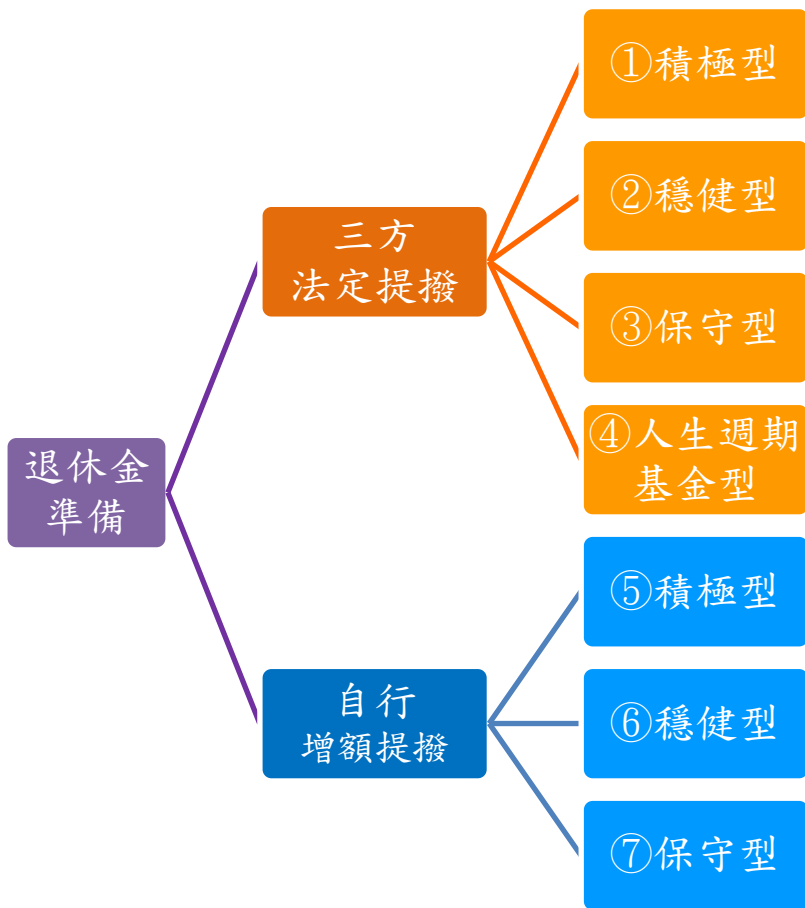 退休金
準備
三方
法定提撥
①積極型
②穩健型
③保守型
④人生週期
基金型
自行
增額提撥
⑤積極型
⑥穩健型
⑦保守型